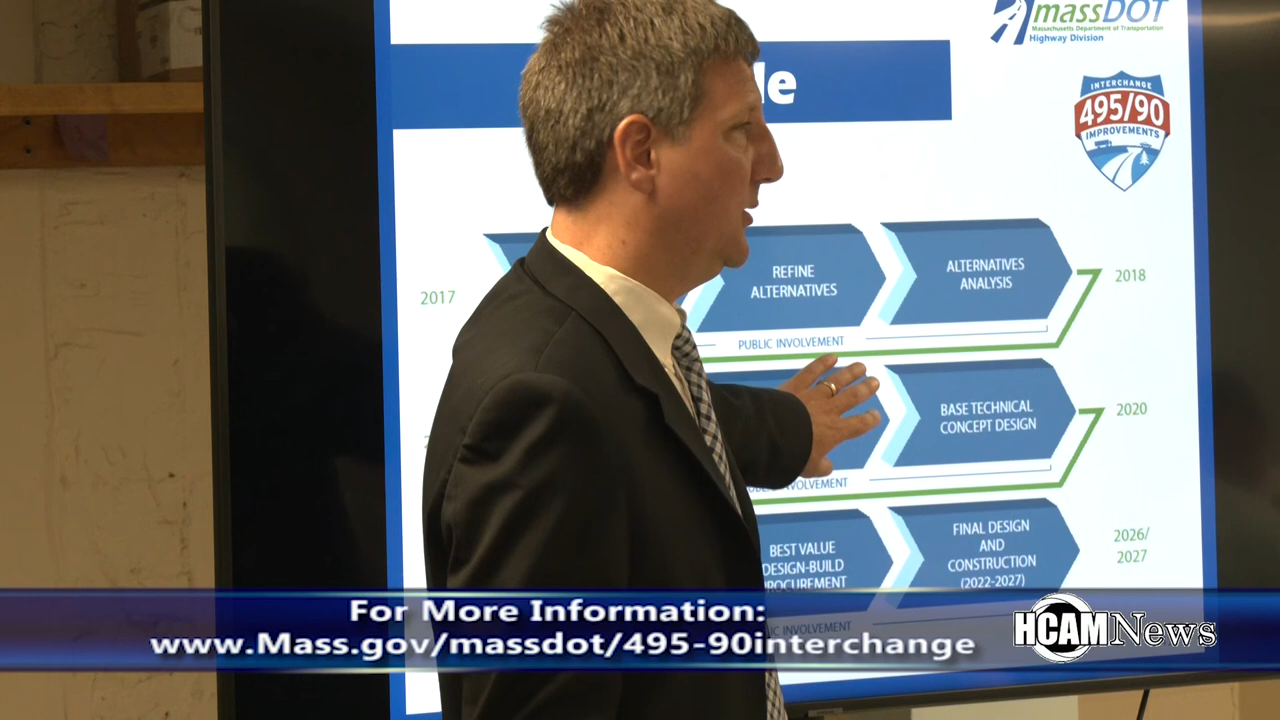 massDOT
Massachusetts Department of Transportation
Highway Division
le
INTERCHANGE
495/90
IMPROVEMENTS
2017
REFINE
ALTERNATIVES
ALTERNATIVES
ANALYSIS
2018
PUBLIC INVOLVEMENT
BASE TECHNICAL
CONCEPT DESIGN
2020
INVOLVEMENT
BEST VALUE
DESIGN-BUILD
PROCUREMENT
FINAL DESIGN
AND
CONSTRUCTION
(2022-2027)
2026/
2027
INVOLVEMENT
For More Information:
www.Mass.gov/massdot/495-90interchange
HCAM News